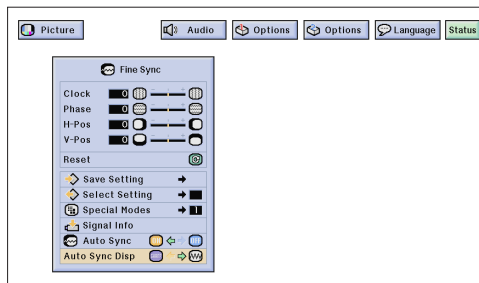 Picture Audio Options Options Language Status
Fine Sync
Clock 0
Phase 0
H-Pos 0
V-Pos 0
Reset
Save Setting
Select Setting
Special Modes 1
Signal Info
Auto Sync
Auto Sync Disp